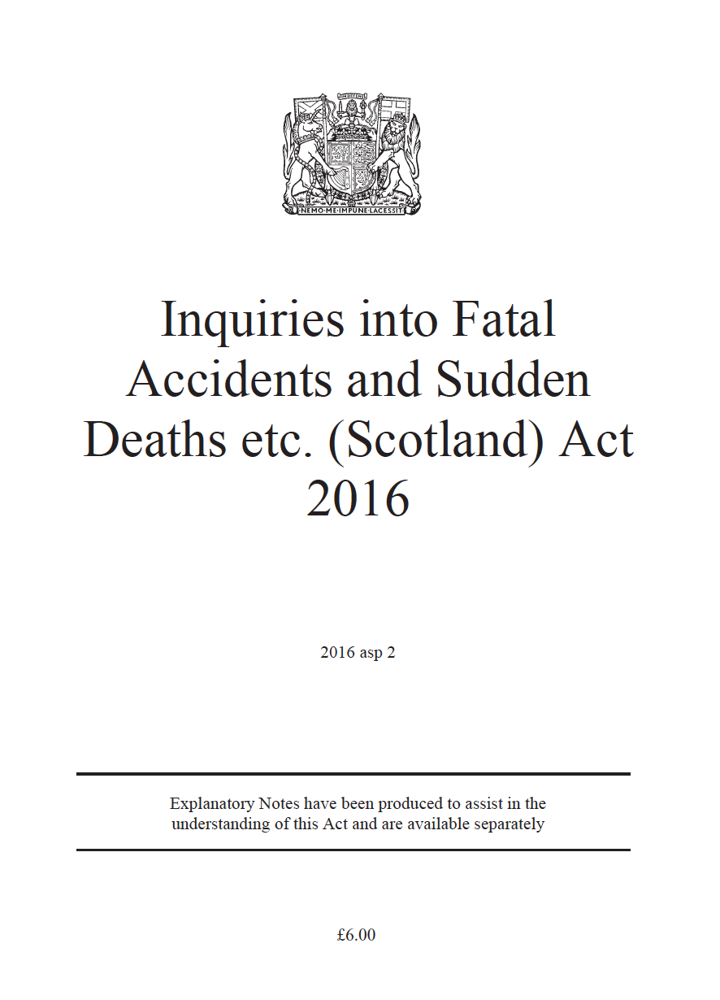 IN DEFENS
NEMO·ME·IMPUNE·LACESSIT
Inquiries into Fatal
Accidents and Sudden
Deaths etc. (Scotland) Act
2016
2016 asp 2
Explanatory Notes have been produced to assist in the
understanding of this Act and are available separately
£6.00